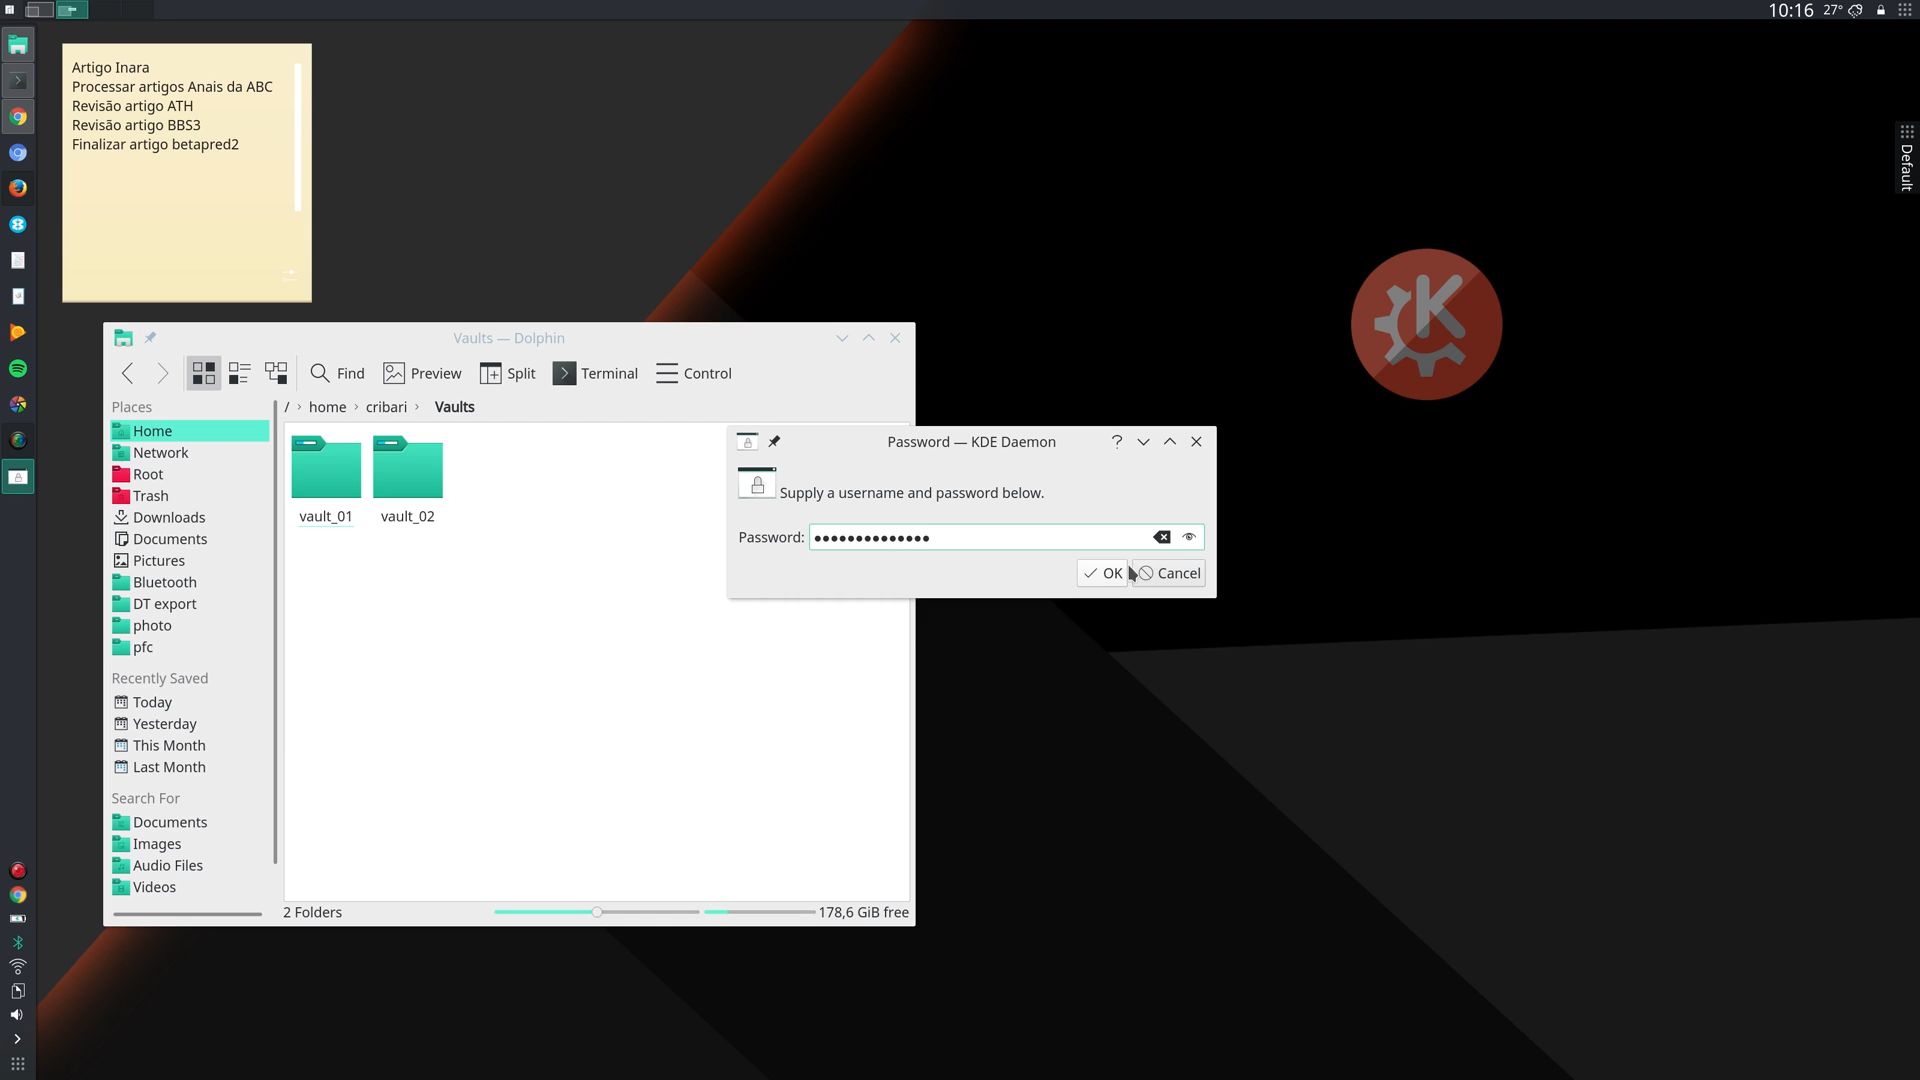 10:16 27°
Default
Artigo Inara
Processar artigos Anais da ABC
Revisão artigo ATH
Revisão artigo BBS3
Finalizar artigo betapred2
Vaults — Dolphin
Find Preview Split Terminal Control
Places
/ › home › cribari › Vaults
Home
Network
Root
Trash
Downloads
Documents
Pictures
Bluetooth
DT export
photo
pfc
Recently Saved
Today
Yesterday
This Month
Last Month
Search For
Documents
Images
Audio Files
Videos
vault_01 vault_02
2 Folders 178,6 GiB free
Password — KDE Daemon
Supply a username and password below.
Password: ••••••••••••••
OK Cancel